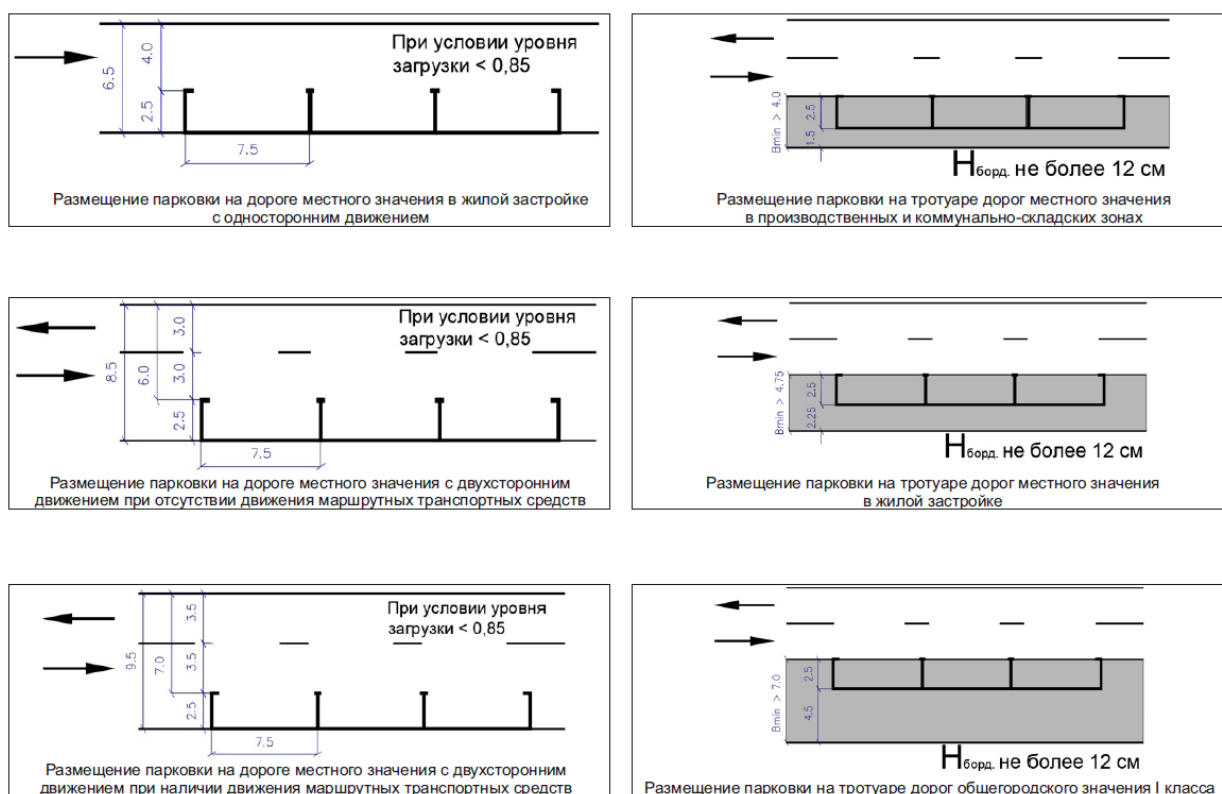 При условии уровня
загрузки < 0,85
6.5
4.0
2.5
7.5
Размещение парковки на дороге местного значения в жилой застройке
с односторонним движением
Bmin > 4.0
2.5
1.5
Нборд. не более 12 см
Размещение парковки на тротуаре дорог местного значения
в производственных и коммунально-складских зонах
При условии уровня
загрузки < 0,85
8.5
6.0
3.0
3.0
2.5
7.5
Размещение парковки на дороге местного значения с двухсторонним
движением при отсутствии движения маршрутных транспортных средств
Bmin > 4.75
2.5
2.25
Нборд. не более 12 см
Размещение парковки на тротуаре дорог местного значения
в жилой застройке
При условии уровня
загрузки < 0,85
9.5
7.0
3.5
3.5
2.5
7.5
Размещение парковки на дороге местного значения с двухсторонним
движением при наличии движения маршрутных транспортных средств
Bmin > 7.0
2.5
4.5
Нборд. не более 12 см
Размещение парковки на тротуаре дорог общегородского значения I класса